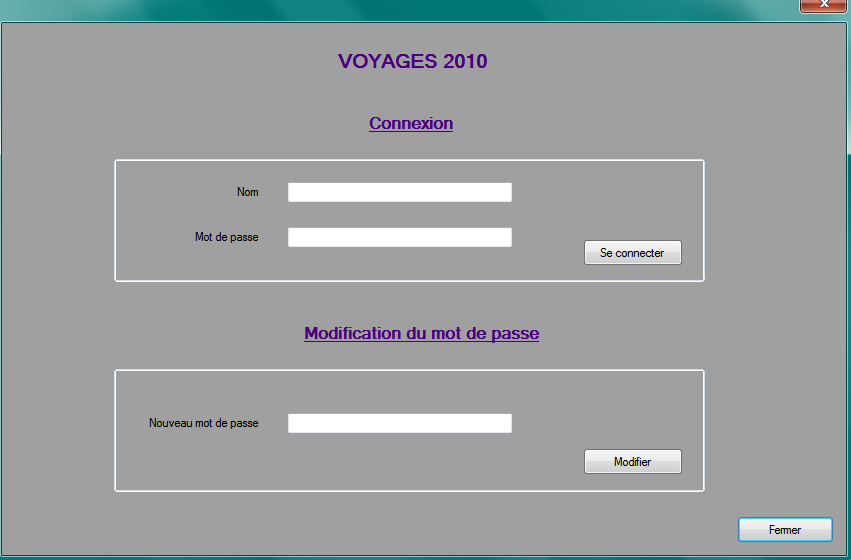 VOYAGES 2010
Connexion
Nom
Mot de passe
Se connecter
Modification du mot de passe
Nouveau mot de passe
Modifier
Fermer